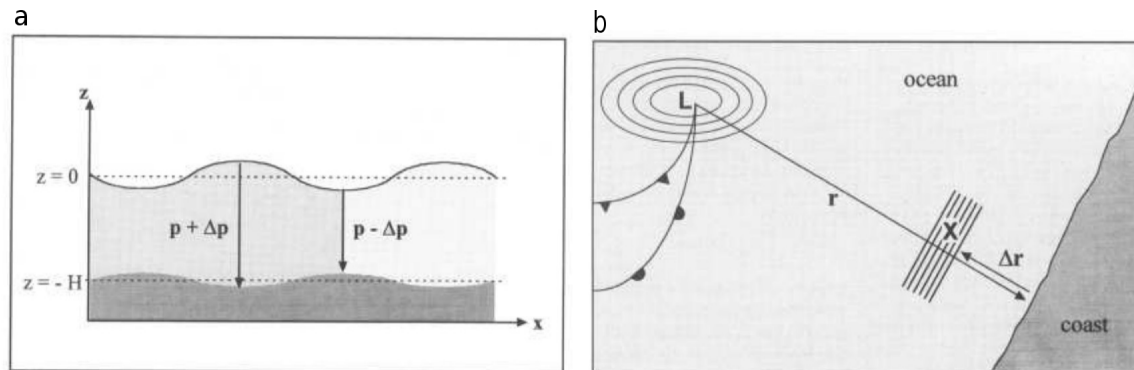 a
z
z = 0
p + Δp
p - Δp
z = - H
x
b
ocean
L
r
X
Δr
coast